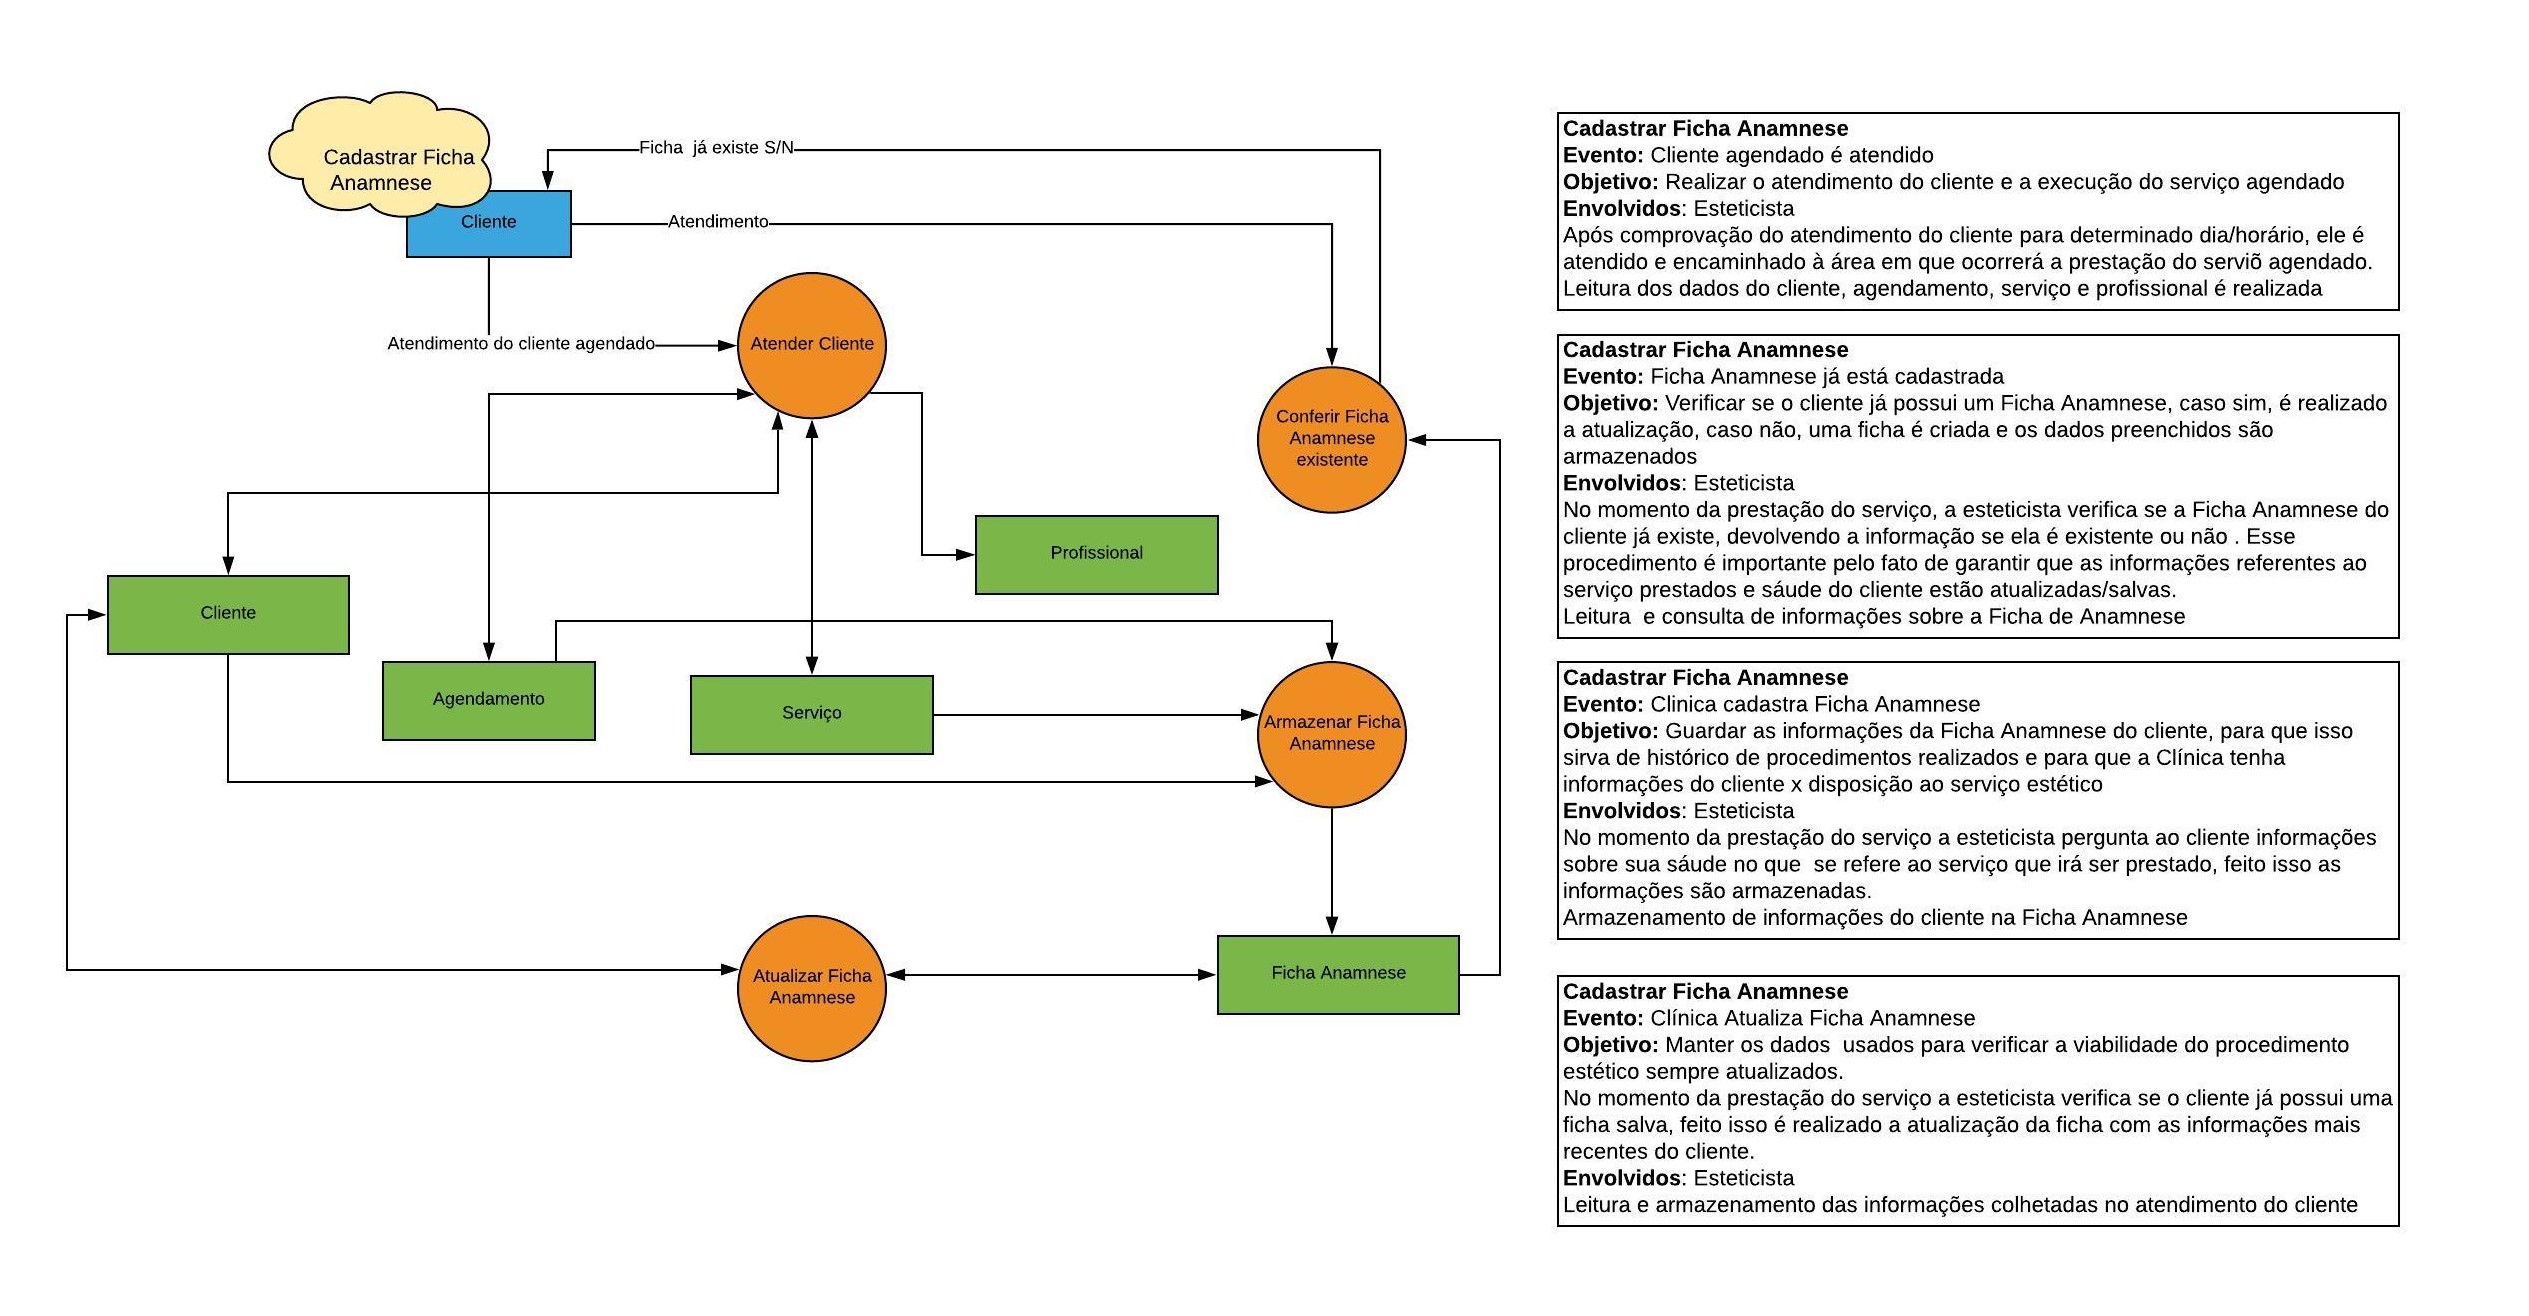 Cadastrar Ficha
Anamnese
Cliente
Ficha  já existe S/N
Atendimento
Atendimento do cliente agendado
Atender Cliente
Conferir Ficha
Anamnese
existente
Profissional
Cliente
Agendamento
Serviço
Armazenar Ficha
Anamnese
Atualizar Ficha
Anamnese
Ficha Anamnese
Cadastrar Ficha Anamnese
Evento: Cliente agendado é atendido
Objetivo: Realizar o atendimento do cliente e a execução do serviço agendado
Envolvidos: Esteticista
Após comprovação do atendimento do cliente para determinado dia/horário, ele é
atendido e encaminhado à área em que ocorrerá a prestação do serviõ agendado.
Leitura dos dados do cliente, agendamento, serviço e profissional é realizada
Cadastrar Ficha Anamnese
Evento: Ficha Anamnese já está cadastrada
Objetivo: Verificar se o cliente já possui um Ficha Anamnese, caso sim, é realizado
a atualização, caso não, uma ficha é criada e os dados preenchidos são
armazenados
Envolvidos: Esteticista
No momento da prestação do serviço, a esteticista verifica se a Ficha Anamnese do
cliente já existe, devolvendo a informação se ela é existente ou não . Esse
procedimento é importante pelo fato de garantir que as informações referentes ao
serviço prestados e sáude do cliente estão atualizadas/salvas.
Leitura  e consulta de informações sobre a Ficha de Anamnese
Cadastrar Ficha Anamnese
Evento: Clinica cadastra Ficha Anamnese
Objetivo: Guardar as informações da Ficha Anamnese do cliente, para que isso
sirva de histórico de procedimentos realizados e para que a Clínica tenha
informações do cliente x disposição ao serviço estético
Envolvidos: Esteticista
No momento da prestação do serviço a esteticista pergunta ao cliente informações
sobre sua sáude no que  se refere ao serviço que irá ser prestado, feito isso as
informações são armazenadas.
Armazenamento de informações do cliente na Ficha Anamnese
Cadastrar Ficha Anamnese
Evento: Clínica Atualiza Ficha Anamnese
Objetivo: Manter os dados  usados para verificar a viabilidade do procedimento
estético sempre atualizados.
No momento da prestação do serviço a esteticista verifica se o cliente já possui uma
ficha salva, feito isso é realizado a atualização da ficha com as informações mais
recentes do cliente.
Envolvidos: Esteticista
Leitura e armazenamento das informações colhetadas no atendimento do cliente